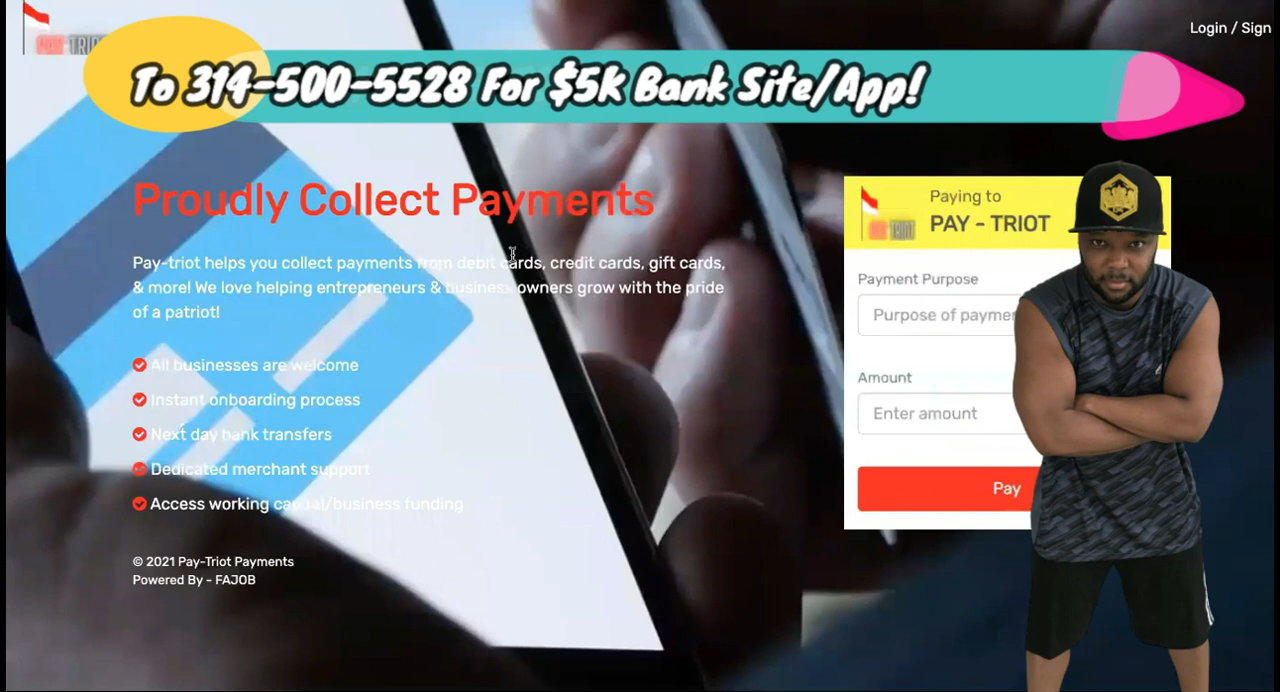 Login / Sign
PAY-TRIOT
To 314-500-5528 For $5K Bank Site/App!
Proudly Collect Payments
Pay-triot helps you collect payments from debit cards, credit cards, gift cards,
& more! We love helping entrepreneurs & business owners grow with the pride
of a patriot!
All businesses are welcome
Instant onboarding process
Next day bank transfers
Dedicated merchant support
Access working capital/business funding
© 2021 Pay-Triot Payments
Powered By - FAJOB
Paying to
PAY - TRIOT
Payment Purpose
Purpose of paymen
Amount
Enter amount
Pay